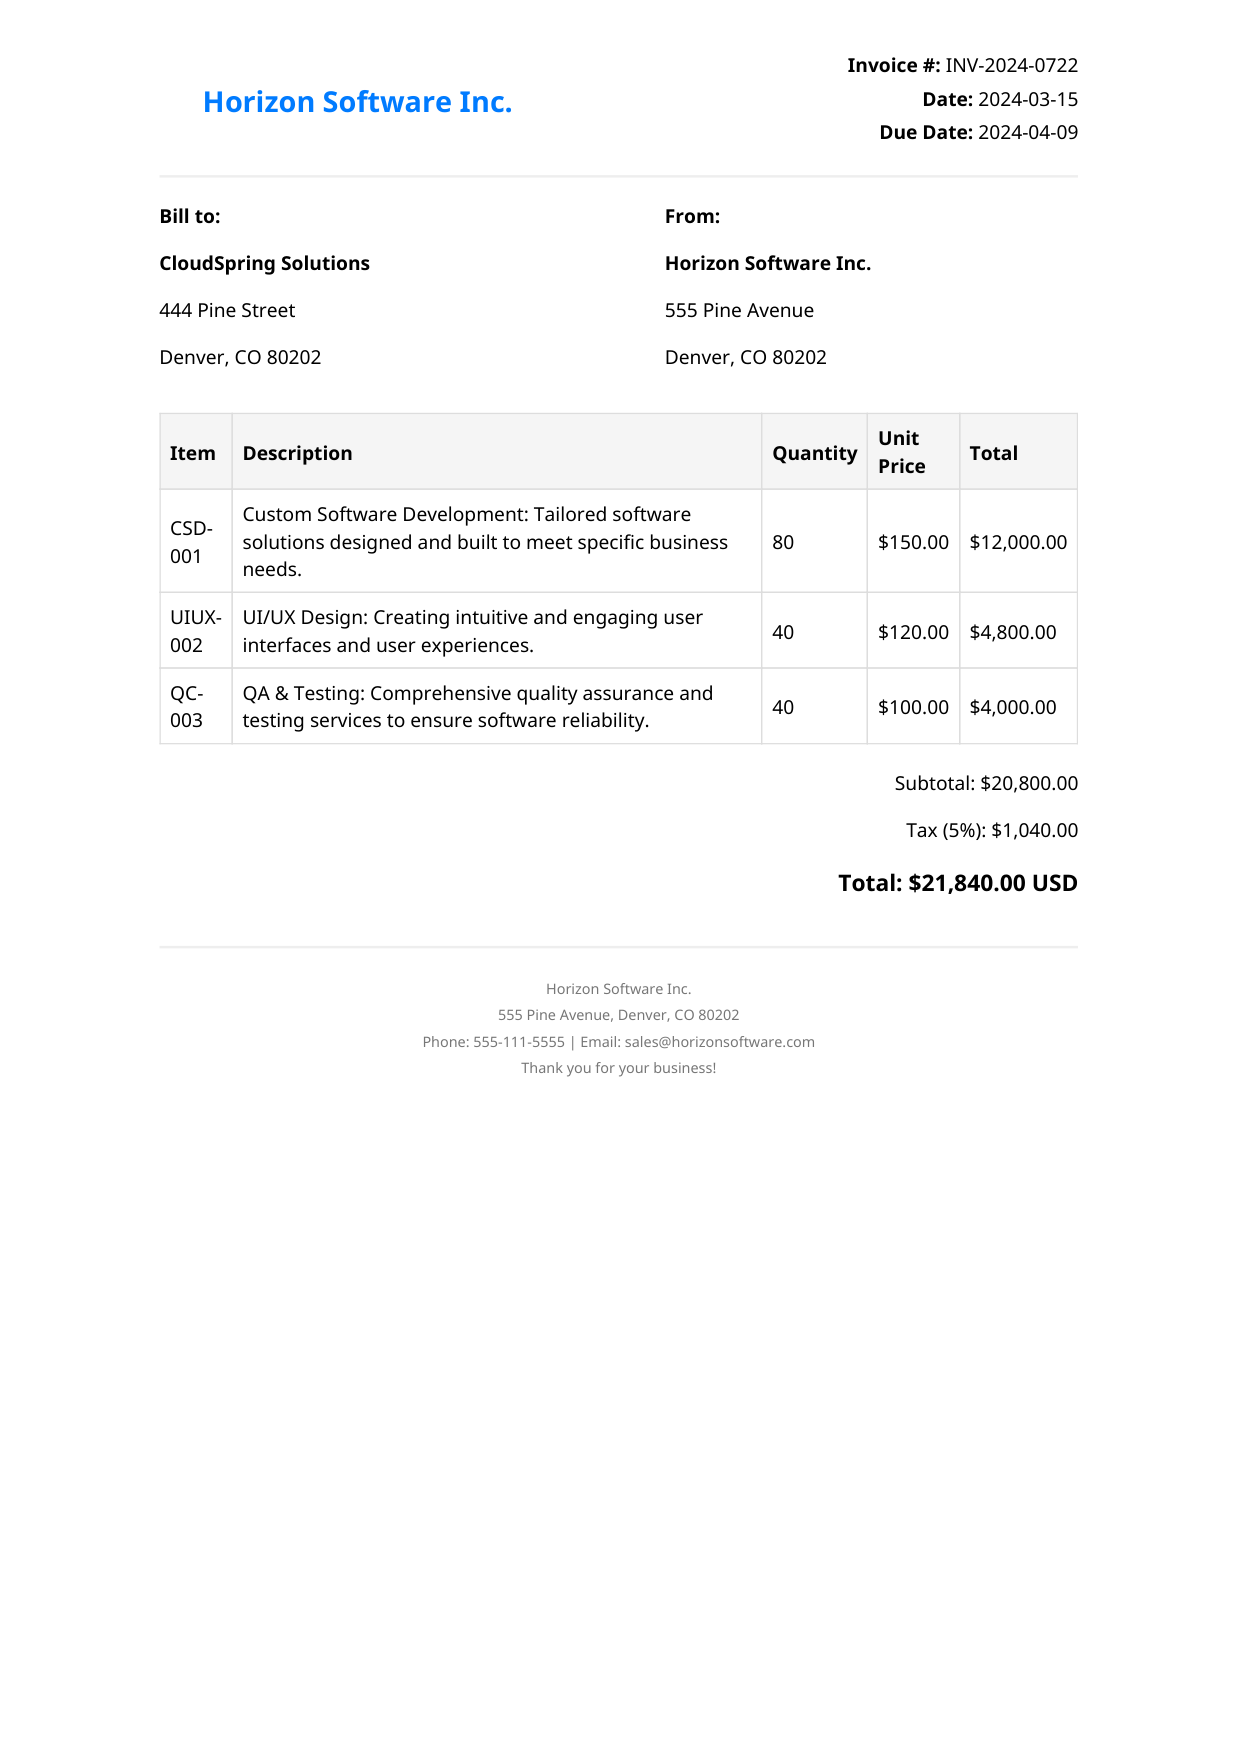 Horizon Software Inc.
Invoice #: INV-2024-0722
Date: 2024-03-15
Due Date: 2024-04-09
Bill to:
CloudSpring Solutions
444 Pine Street
Denver, CO 80202
From:
Horizon Software Inc.
555 Pine Avenue
Denver, CO 80202
Item Description Quantity Unit Price Total
CSD-
001
Custom Software Development: Tailored software
solutions designed and built to meet specific business
needs.
80 $150.00 $12,000.00
UIUX-
002
UI/UX Design: Creating intuitive and engaging user
interfaces and user experiences.
40 $120.00 $4,800.00
QC-
003
QA & Testing: Comprehensive quality assurance and
testing services to ensure software reliability.
40 $100.00 $4,000.00
Subtotal: $20,800.00
Tax (5%): $1,040.00
Total: $21,840.00 USD
Horizon Software Inc.
555 Pine Avenue, Denver, CO 80202
Phone: 555-111-5555 | Email: sales@horizonsoftware.com
Thank you for your business!